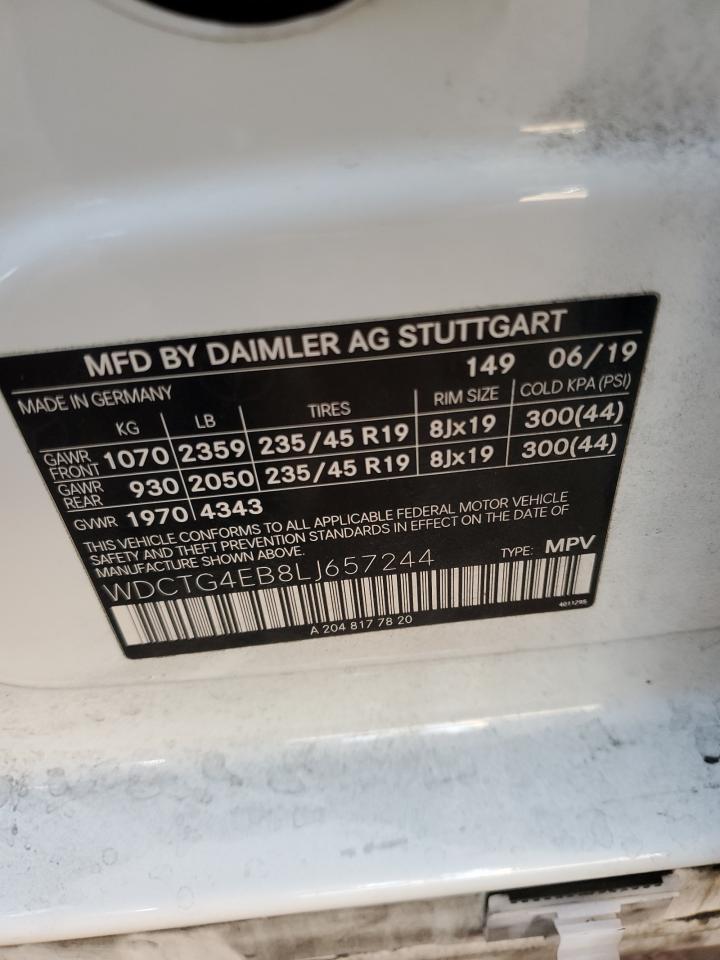 MFD BY DAIMLER AG STUTTGART
MADE IN GERMANY 149 06/19
KG LB TIRES RIM SIZE COLD KPA (PSI)
GAWR FRONT 1070 2359 235/45 R19 8Jx19 300(44)
GAWR REAR 930 2050 235/45 R19 8Jx19 300(44)
GVWR 1970 4343
THIS VEHICLE CONFORMS TO ALL APPLICABLE FEDERAL MOTOR VEHICLE
SAFETY AND THEFT PREVENTION STANDARDS IN EFFECT ON THE DATE OF
MANUFACTURE SHOWN ABOVE. TYPE: MPV
WDCTG4EB8LJ657244
4011295
A 204 817 78 20